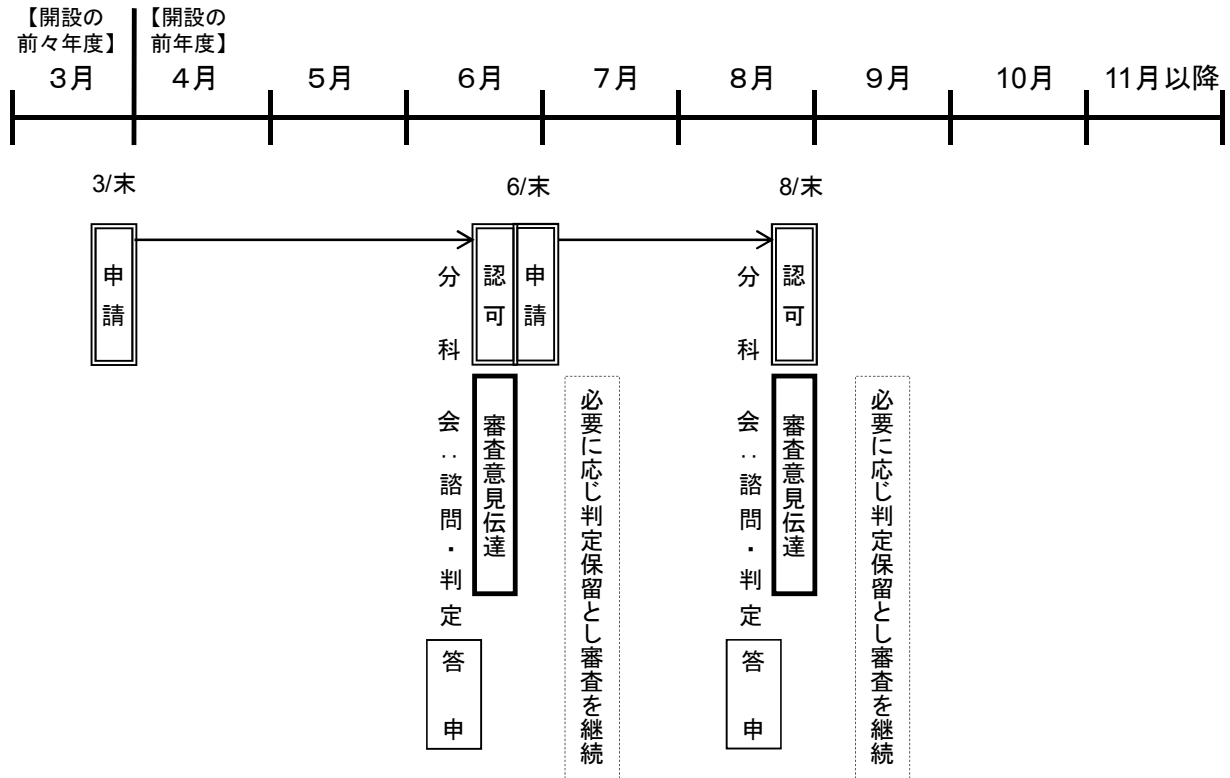 【開設の
前々年度】
【開設の
前年度】
3月
4月
5月
6月
7月
8月
9月
10月
11月以降
3/末
6/末
8/末
申請
分科会：諮問・判定
答申
認可
審査意見伝達
申請
必要に応じ判定保留とし審査を継続
分科会：諮問・判定
答申
認可
審査意見伝達
必要に応じ判定保留とし審査を継続